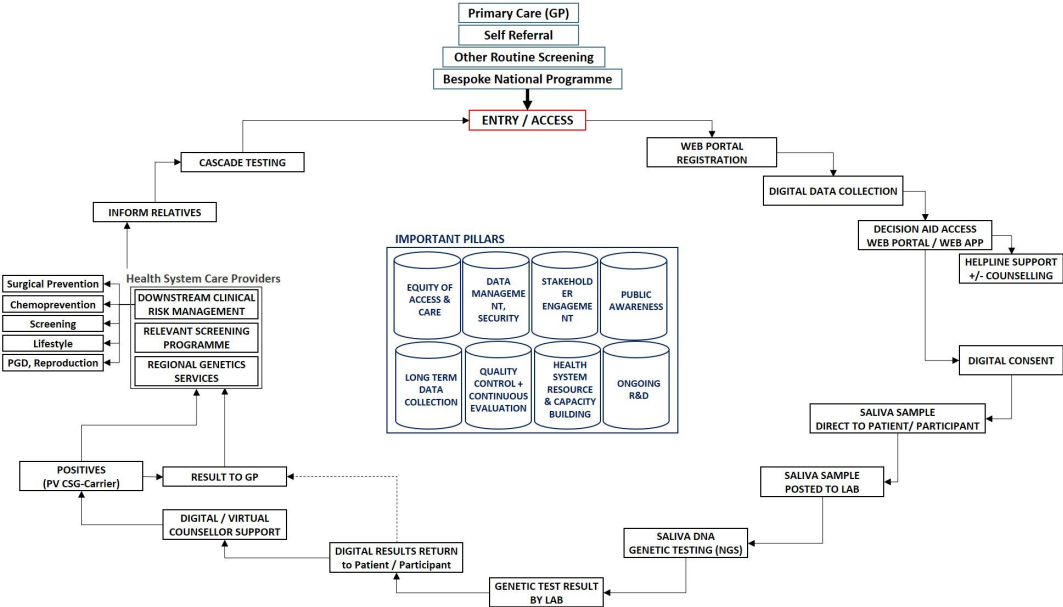 Primary Care (GP)
Self Referral
Other Routine Screening
Bespoke National Programme
ENTRY / ACCESS
WEB PORTAL
REGISTRATION
DIGITAL DATA COLLECTION
DECISION AID ACCESS
WEB PORTAL / WEB APP
HELPLINE SUPPORT
+/- COUNSELLING
DIGITAL CONSENT
SALIVA SAMPLE
DIRECT TO PATIENT/ PARTICIPANT
SALIVA SAMPLE
POSTED TO LAB
SALIVA DNA
GENETIC TESTING (NGS)
GENETIC TEST RESULT
BY LAB
DIGITAL RESULTS RETURN
to Patient / Participant
DIGITAL / VIRTUAL
COUNSELLOR SUPPORT
POSITIVES
(PV CSG-Carrier)
RESULT TO GP
Health System Care Providers
DOWNSTREAM CLINICAL
RISK MANAGEMENT
RELEVANT SCREENING
PROGRAMME
REGIONAL GENETICS
SERVICES
Surgical Prevention
Chemoprevention
Screening
Lifestyle
PGD, Reproduction
INFORM RELATIVES
CASCADE TESTING
IMPORTANT PILLARS
EQUITY OF
ACCESS &
CARE
DATA
MANAGEME
NT,
SECURITY
STAKEHOLD
ER
ENGAGEME
NT
PUBLIC
AWARENESS
LONG TERM
DATA
COLLECTION
QUALITY
CONTROL +
CONTINUOUS
EVALUATION
HEALTH
SYSTEM
RESOURCE
& CAPACITY
BUILDING
ONGOING
R&D